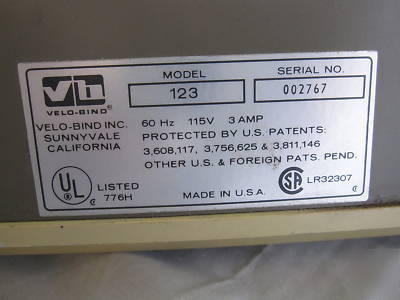 Vb
VELO-BIND®
MODEL
123
SERIAL NO.
002767
VELO-BIND INC.
SUNNYVALE
CALIFORNIA
60 Hz 115V 3 AMP
PROTECTED BY U.S. PATENTS:
3,608,117, 3,756,625 & 3,811,146
OTHER U.S. & FOREIGN PATS. PEND.
UL
LISTED
776H
MADE IN U.S.A.
SA
LR32307